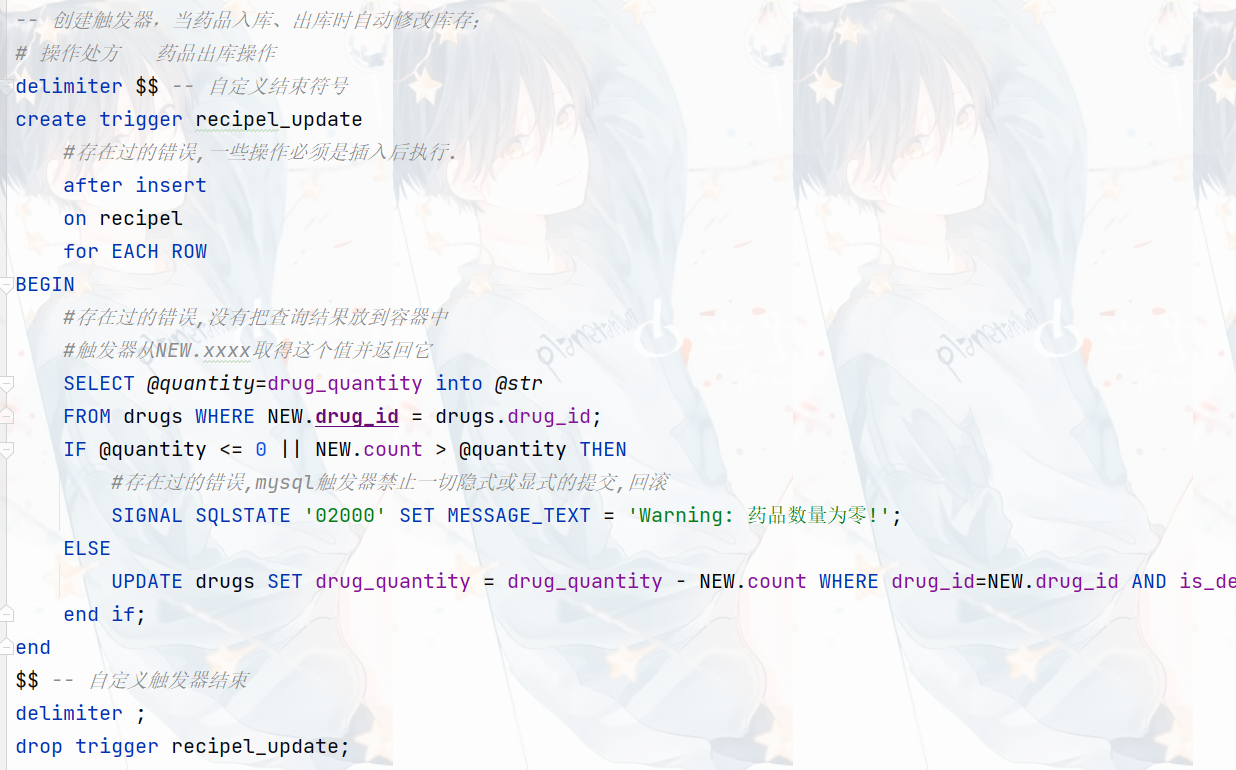 -- 创建触发器，当药品入库、出库时自动修改库存;
# 操作处方   药品出库操作
delimiter $$ -- 自定义结束符号
create trigger recipel_update
    #存在过的错误,一些操作必须是插入后执行.
    after insert
    on recipel
    for EACH ROW
BEGIN
    #存在过的错误,没有把查询结果放到容器中
    #触发器从NEW.xxxx取得这个值并返回它
    SELECT @quantity=drug_quantity into @str
    FROM drugs WHERE NEW.drug_id = drugs.drug_id;
    IF @quantity <= 0 || NEW.count > @quantity THEN
        #存在过的错误,mysql触发器禁止一切隐式或显式的提交,回滚
        SIGNAL SQLSTATE '02000' SET MESSAGE_TEXT = 'Warning: 药品数量为零!';
    ELSE
        UPDATE drugs SET drug_quantity = drug_quantity - NEW.count WHERE drug_id=NEW.drug_id AND is_de
    end if;
end
$$ -- 自定义触发器结束
delimiter ;
drop trigger recipel_update;